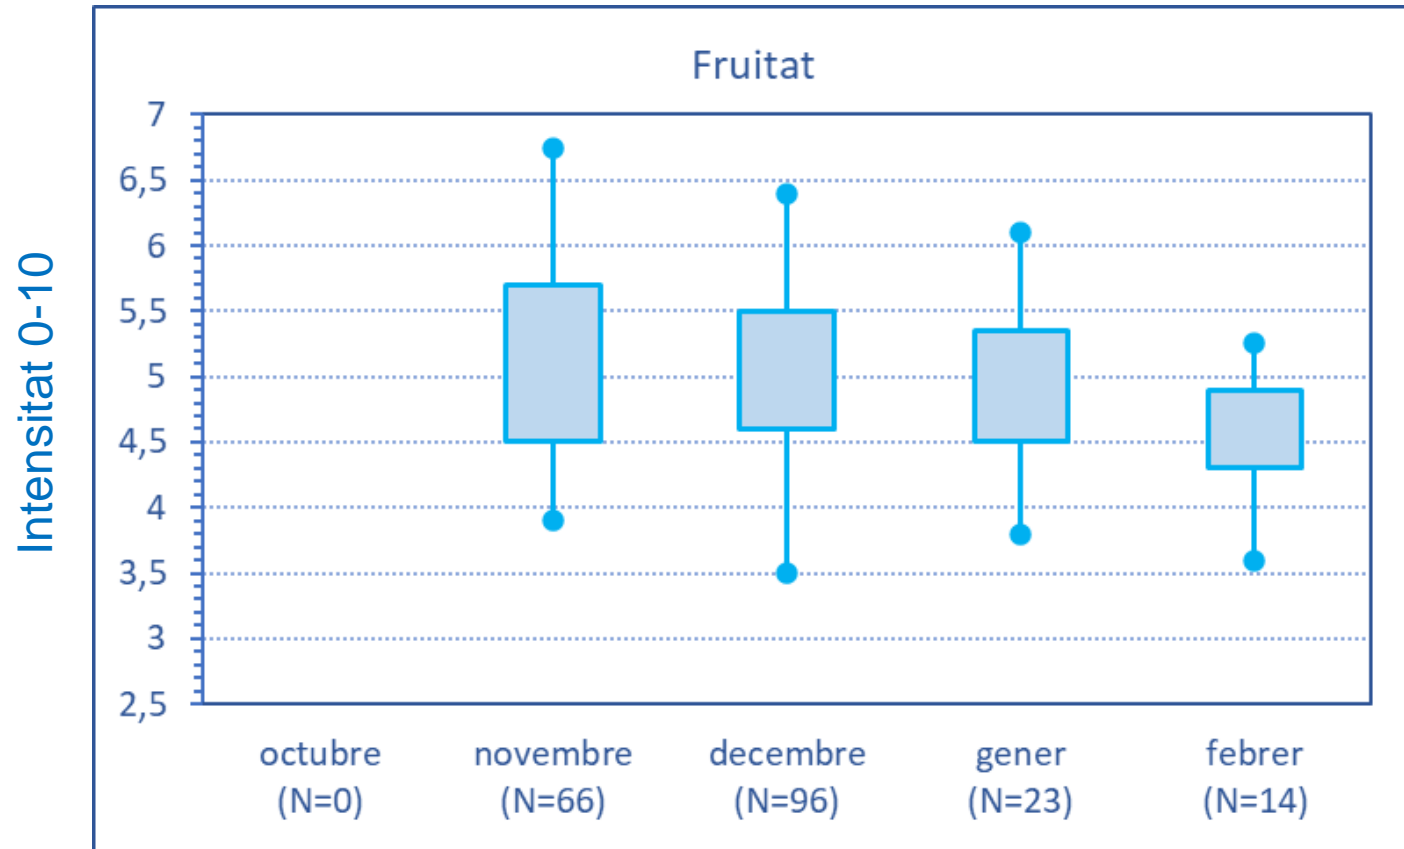 Fruitat
Intensitat 0-10
7
6,5
6
5,5
5
4,5
4
3,5
3
2,5
octubre
(N=0)
novembre
(N=66)
decembre
(N=96)
gener
(N=23)
febrer
(N=14)